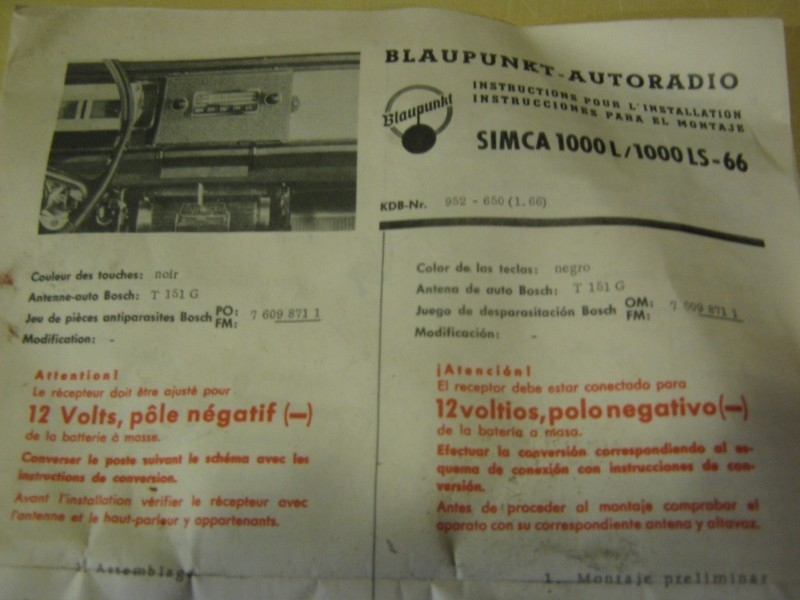 BLAUPUNKT-AUTORADIO
Blaupunkt
INSTRUCTIONS POUR L'INSTALLATION
INSTRUCCIONES PARA EL MONTAJE
SIMCA 1000 L/1000 LS-66
KDB-Nr. 952 - 650 (1.66)
Couleur des touches: noir
Antenne-auto Bosch: T 151 G
Jeu de pièces antiparasites Bosch PO: FM: 7 609 871 1
Modification: -
Attention!
Le récepteur doit être ajusté pour
12 Volts, pôle négatif (—)
de la batterie à masse.
Converser le poste suivant le schéma avec les
instructions de conversion.
Avant l'installation vérifier le récepteur avec
l'antenne et le haut-parleur y appartenants.
1. Assemblage
Color de las teclas: negro
Antena de auto Bosch: T 151 G
Juego de desparasitación Bosch OM: FM: 7 609 871 1
Modificación: -
¡Atención!
El receptor debe estar conectado para
12 voltios, polo negativo (—)
de la batería a masa.
Efectuar la conversión correspondiendo al es-
quema de conexión con instrucciones de con-
versión.
Antes de proceder al montaje comprobar el
aparato con su correspondiente antena y altavoz.
1. Montaje preliminar